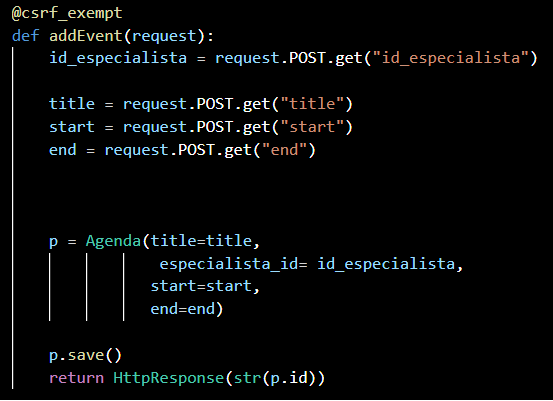 @csrf_exempt
def addEvent(request):
    id_especialista = request.POST.get("id_especialista")
    title = request.POST.get("title")
    start = request.POST.get("start")
    end = request.POST.get("end")
    p = Agenda(title=title,
               especialista_id= id_especialista,
              start=start,
              end=end)
    p.save()
    return HttpResponse(str(p.id))